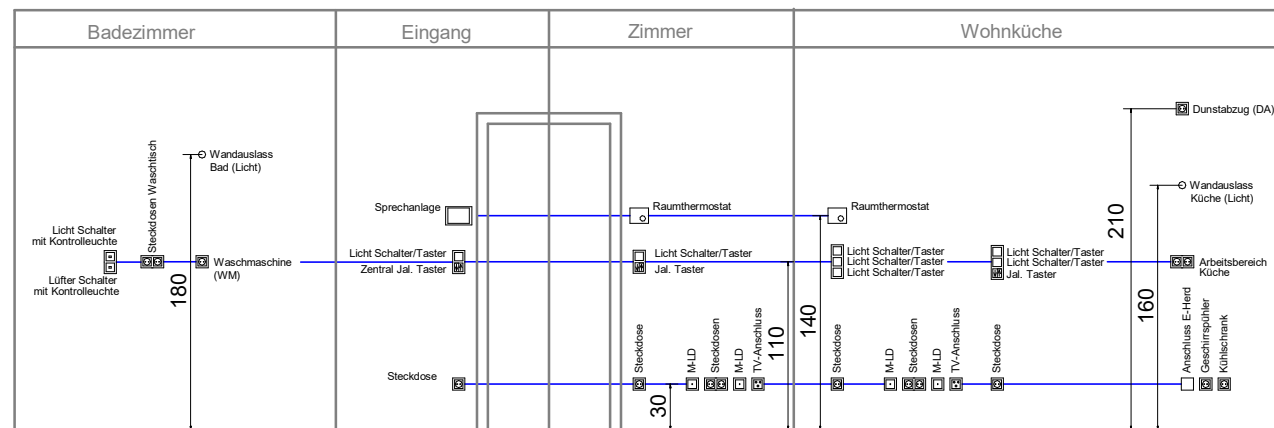 Badezimmer
Eingang
Zimmer
Wohnküche
Steckdosen Waschtisch
Wandauslass
Bad (Licht)
Licht Schalter
mit Kontrolleuchte
Lüfter Schalter
mit Kontrolleuchte
Waschmaschine
(WM)
180
Sprechanlage
Licht Schalter/Taster
Zentral Jal. Taster
Steckdose
Raumthermostat
Licht Schalter/Taster
Jal. Taster
Steckdose
M-LD
Steckdosen
M-LD
TV-Anschluss
30
110
140
Raumthermostat
Licht Schalter/Taster
Licht Schalter/Taster
Licht Schalter/Taster
Licht Schalter/Taster
Licht Schalter/Taster
Jal. Taster
Steckdose
M-LD
Steckdosen
M-LD
TV-Anschluss
Steckdose
Dunstabzug (DA)
Wandauslass
Küche (Licht)
210
160
Arbeitsbereich
Küche
Anschluss E-Herd
Geschirrspühler
Kühlschrank